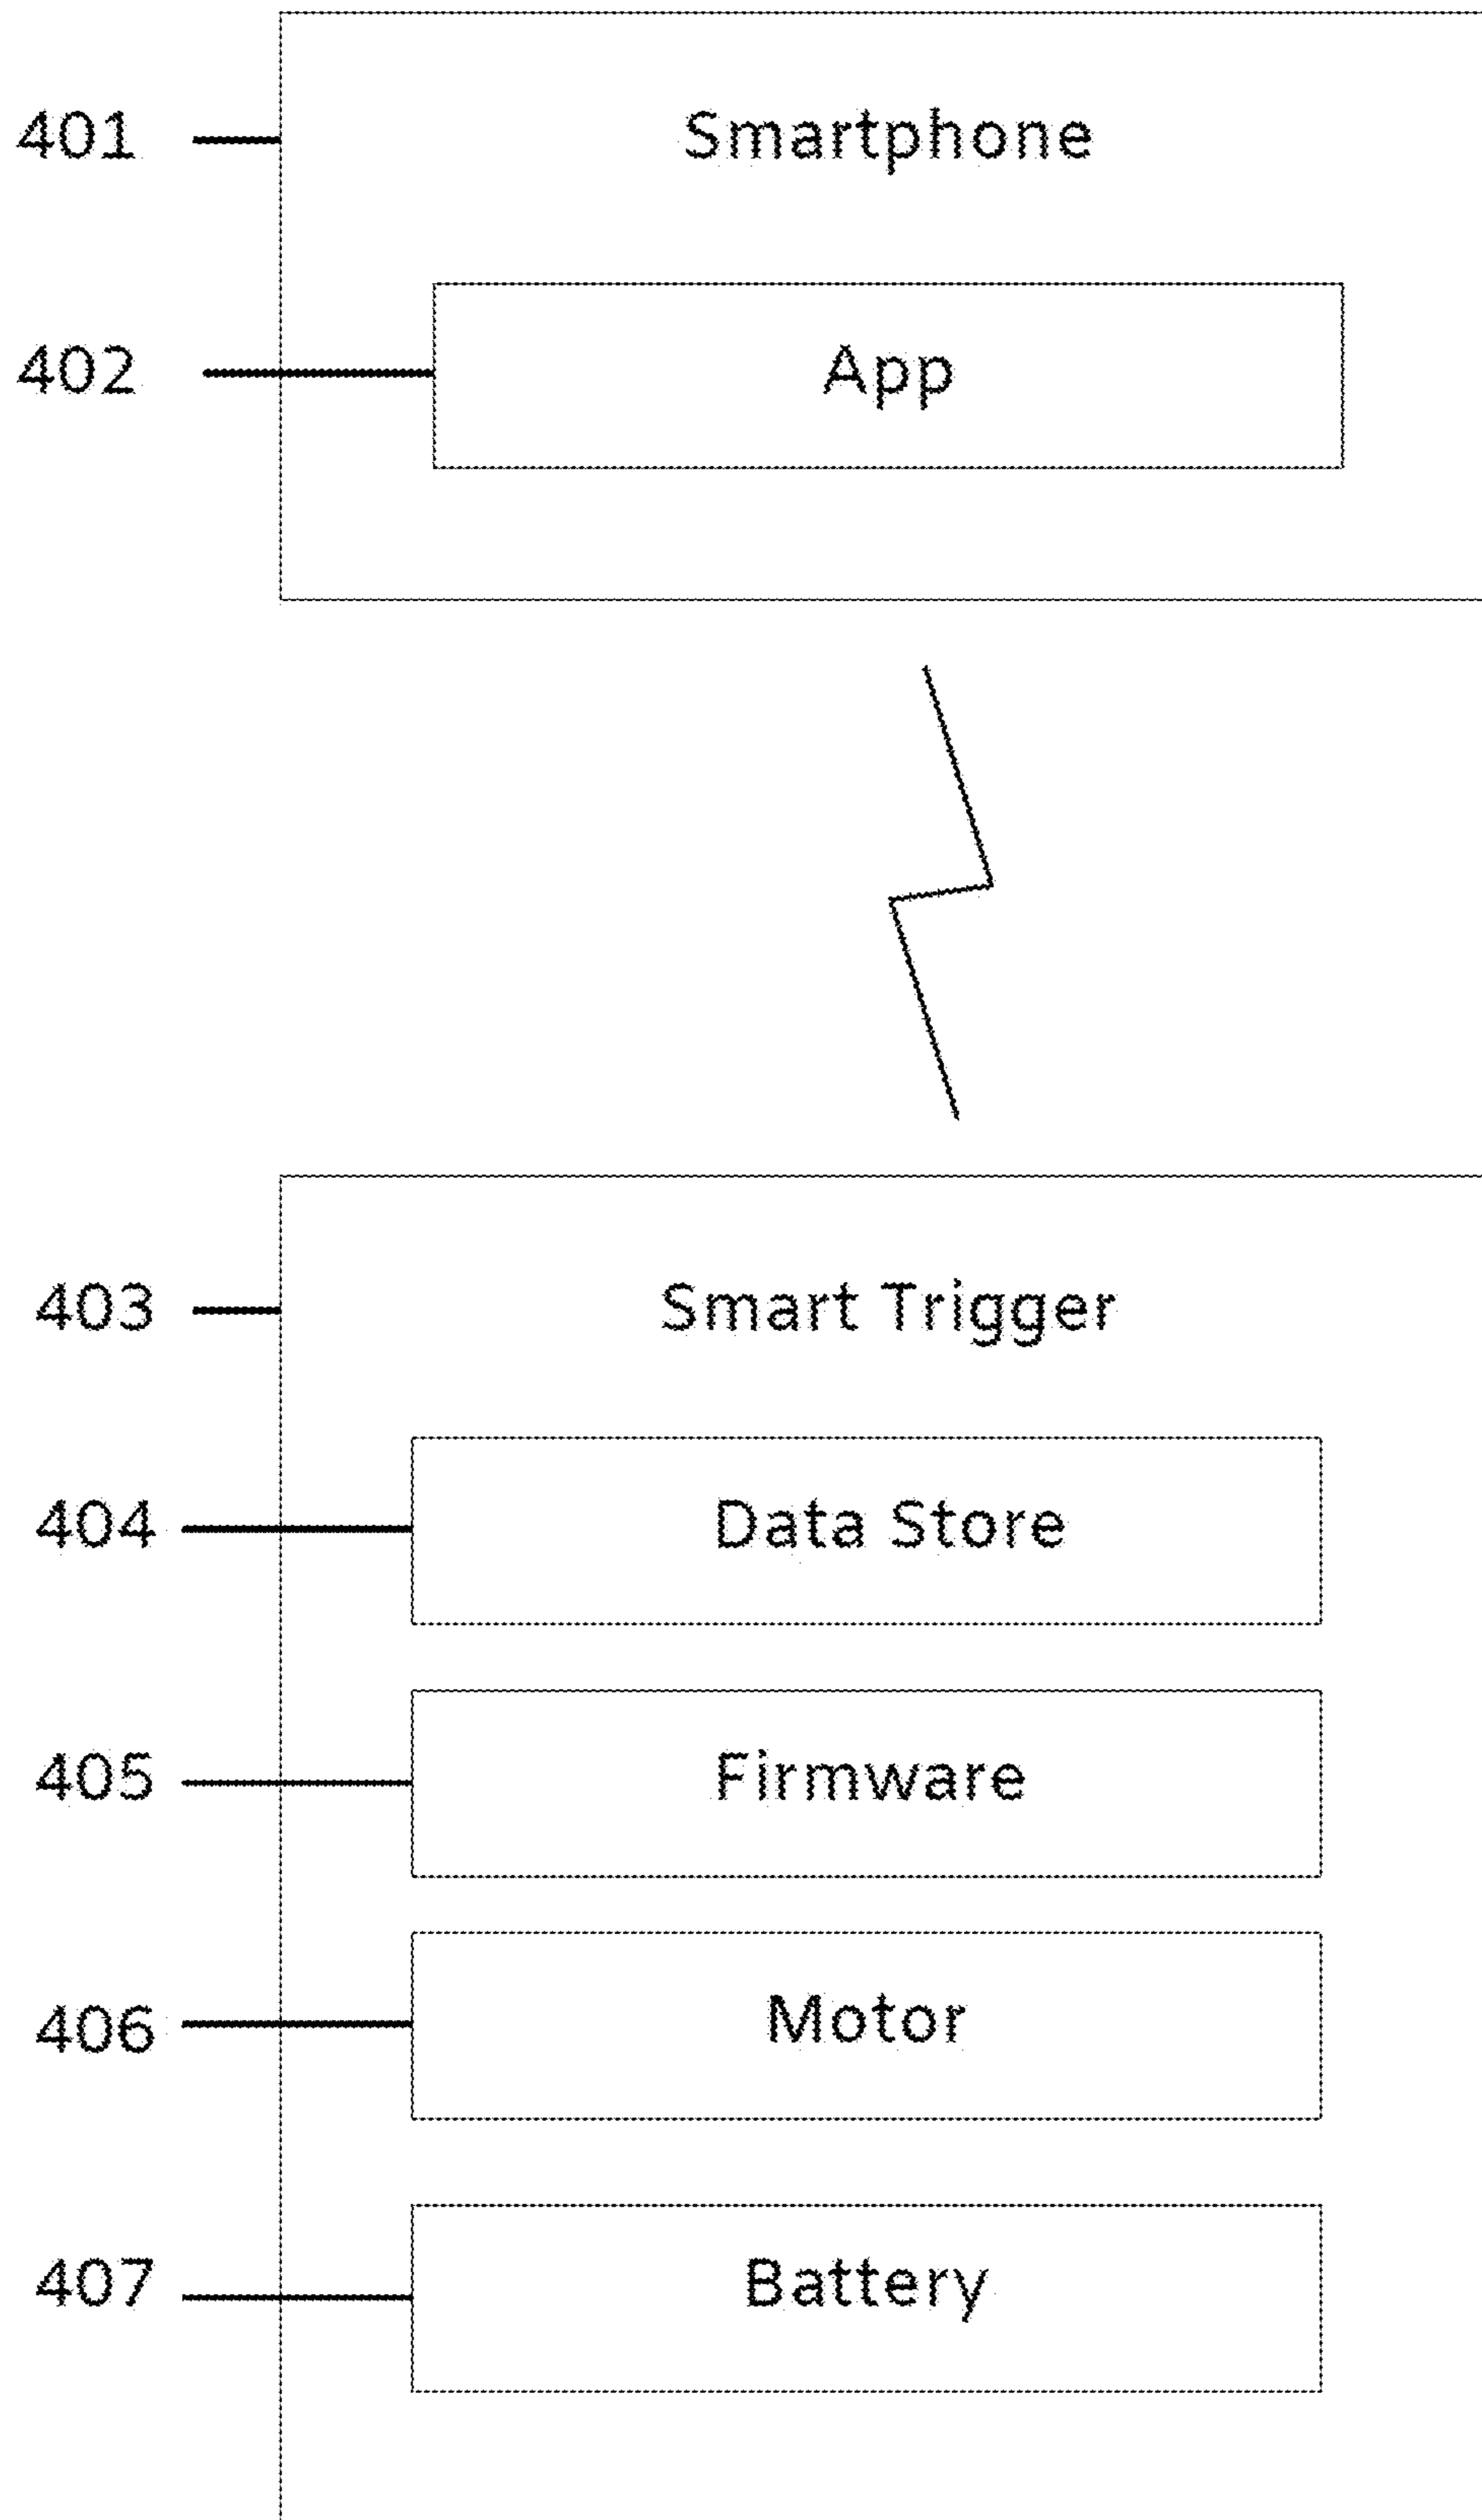 401 Smartphone
402 App
403 Smart Trigger
404 Data Store
405 Firmware
406 Motor
407 Battery